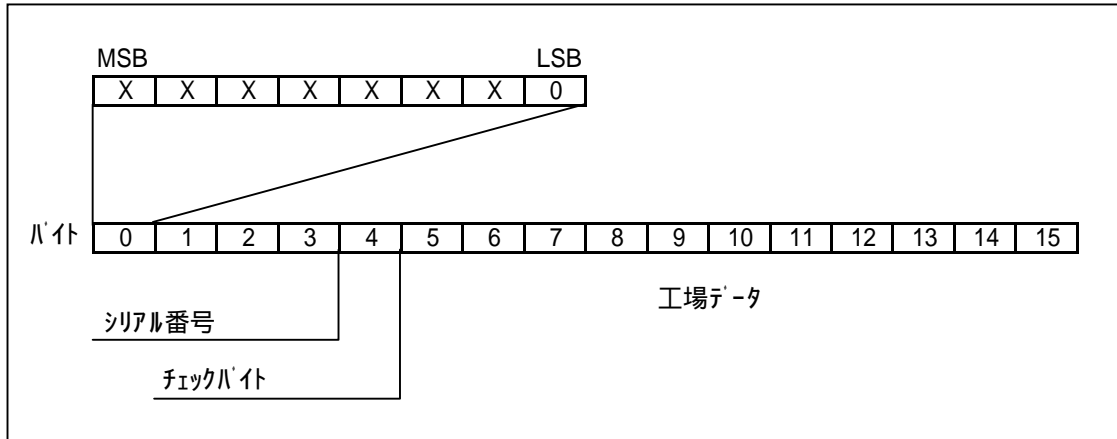 MSB LSB
X X X X X X X 0
ﾊﾞｲﾄ 0 1 2 3 4 5 6 7 8 9 10 11 12 13 14 15
工場ﾃﾞｰﾀ
ｼﾘｱﾙ番号
ﾁｪｯｸﾊﾞｲﾄ